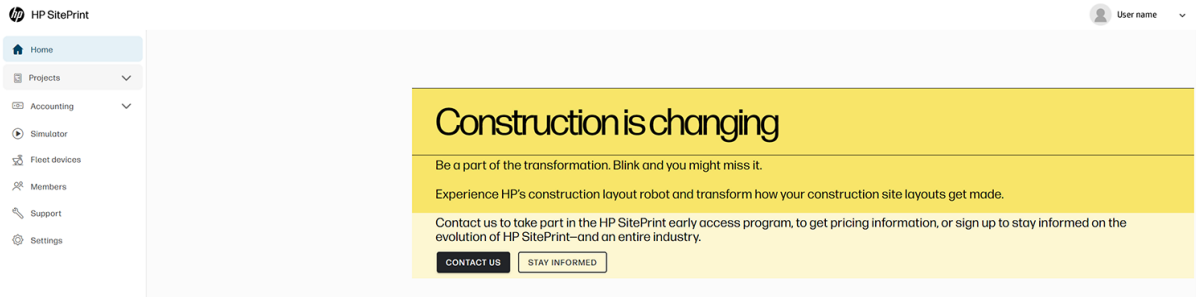 hp HP SitePrint
User name
Home
Projects
Accounting
Simulator
Fleet devices
Members
Support
Settings
Construction is changing
Be a part of the transformation. Blink and you might miss it.
Experience HP's construction layout robot and transform how your construction site layouts get made.
Contact us to take part in the HP SitePrint early access program, to get pricing information, or sign up to stay informed on the
evolution of HP SitePrint—and an entire industry.
CONTACT US STAY INFORMED